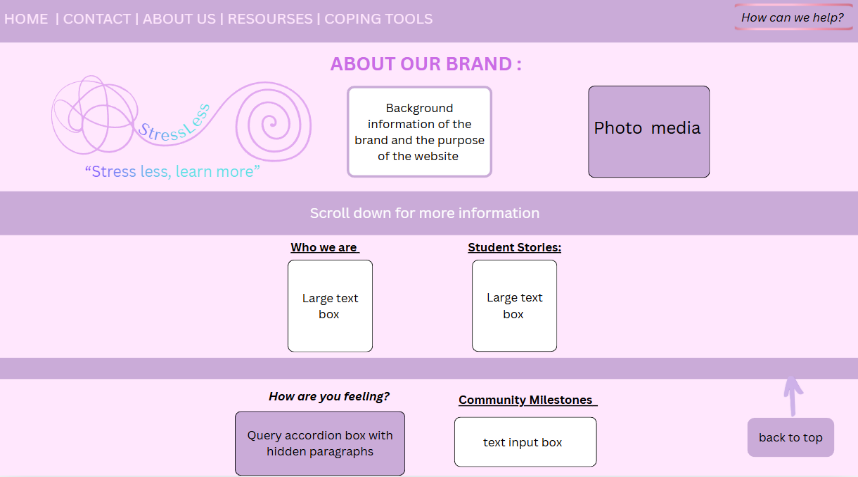 HOME | CONTACT | ABOUT US | RESOURSES | COPING TOOLS
How can we help?
ABOUT OUR BRAND :
StressLess
“Stress less, learn more”
Background
information of the
brand and the purpose
of the website
Photo media
Scroll down for more information
Who we are
Large text
box
Student Stories:
Large text
box
How are you feeling?
Query accordion box with
hidden paragraphs
Community Milestones
text input box
back to top